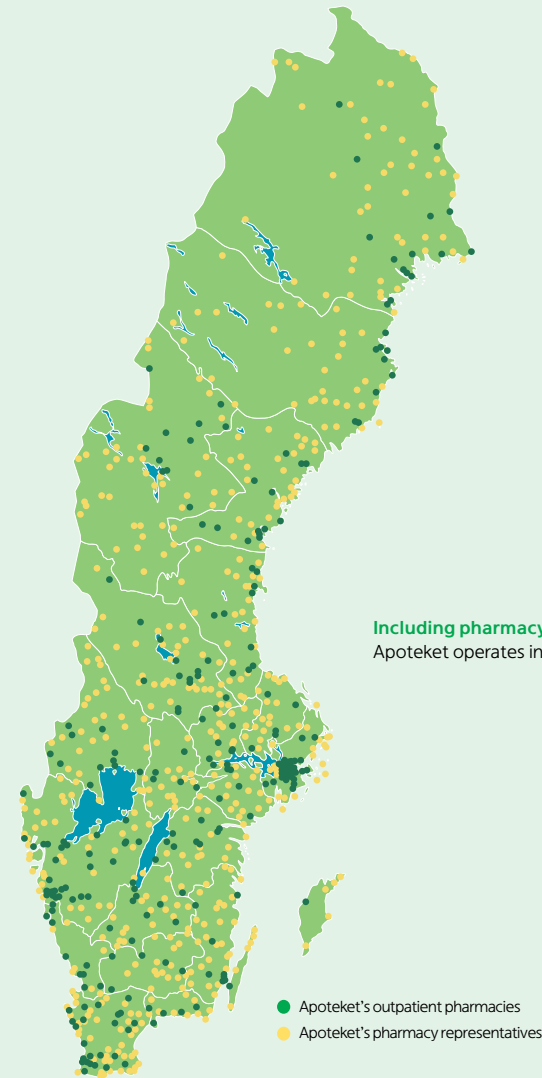 Including pharmacy
Apoteket operates in
Apoteket's outpatient pharmacies
Apoteket's pharmacy representatives